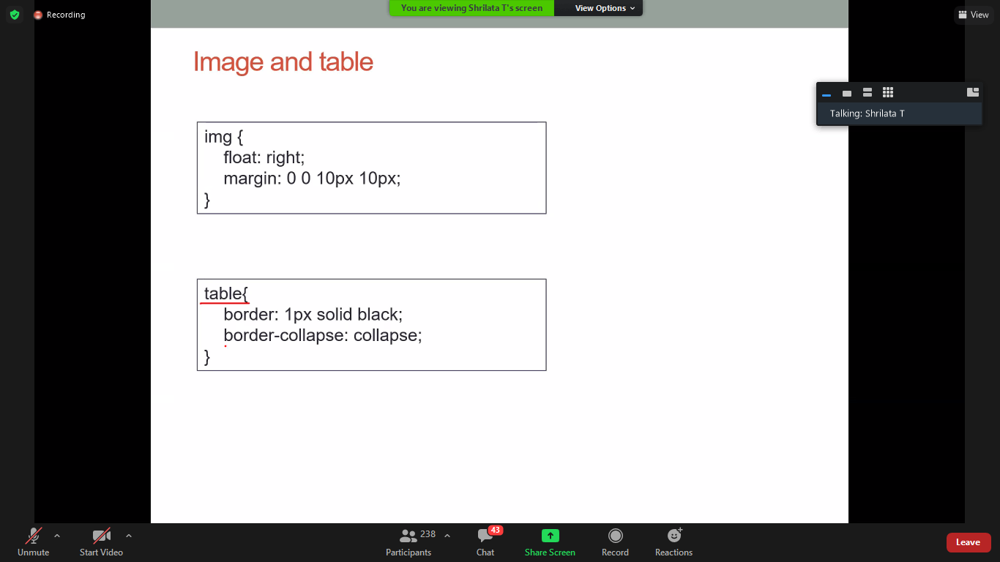 Recording
You are viewing Shrilata T's screen
View Options
View
Image and table
Talking: Shrilata T
img {
float: right;
margin: 0 0 10px 10px;
}
table{
border: 1px solid black;
border-collapse: collapse;
}
Unmute
Start Video
238
Participants
43
Chat
Share Screen
Record
Reactions
Leave